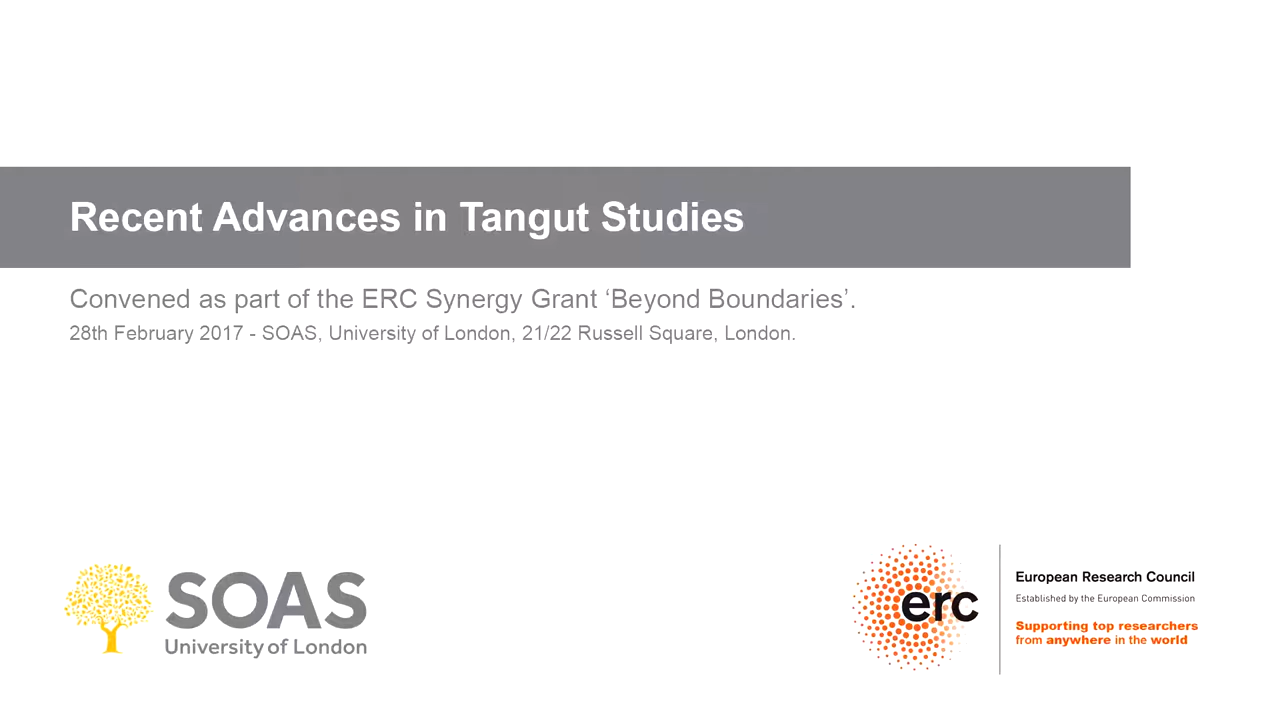 Recent Advances in Tangut Studies
Convened as part of the ERC Synergy Grant ‘Beyond Boundaries’.
28th February 2017 - SOAS, University of London, 21/22 Russell Square, London.
SOAS
University of London
erc
European Research Council
Established by the European Commission
Supporting top researchers
from anywhere in the world